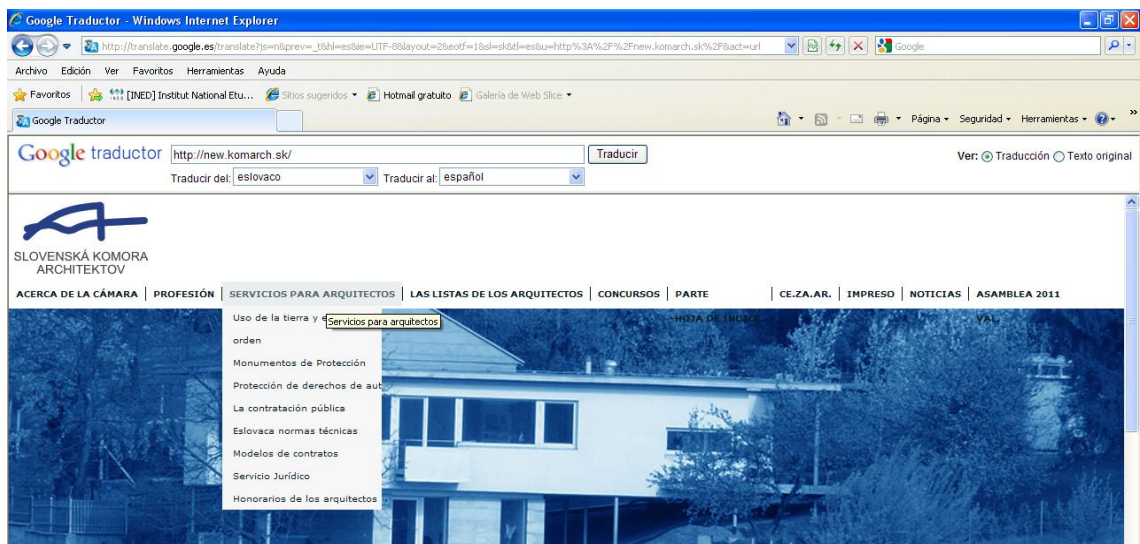 Google Traductor - Windows Internet Explorer
http://translate.google.es/translate?js=n&prev=_t&hl=es&ie=UTF-8&layout=2&eotf=1&sl=sk&tl=es&u=http%3A%2F%2Fnew.komarch.sk%2F&act=url
Google
Archivo Edición Ver Favoritos Herramientas Ayuda
Favoritos [INED] Institut National Etu... Sitios sugeridos Hotmail gratuito Galería de Web Slice
Google Traductor
Página Seguridad Herramientas »
Google traductor http://new.komarch.sk/ Traducir Ver: Traducción Texto original
Traducir del: eslovaco Traducir al: español
SLOVENSKÁ KOMORA
ARCHITEKTOV
ACERCA DE LA CÁMARA | PROFESIÓN | SERVICIOS PARA ARQUITECTOS | LAS LISTAS DE LOS ARQUITECTOS | CONCURSOS | PARTE | CE.ZA.AR. | IMPRESO | NOTICIAS | ASAMBLEA 2011
Uso de la tierra y e Servicios para arquitectos HOJA DE ÍNDICE VAL
orden
Monumentos de Protección
Protección de derechos de aut
La contratación pública
Eslovaca normas técnicas
Modelos de contratos
Servicio Jurídico
Honorarios de los arquitectos